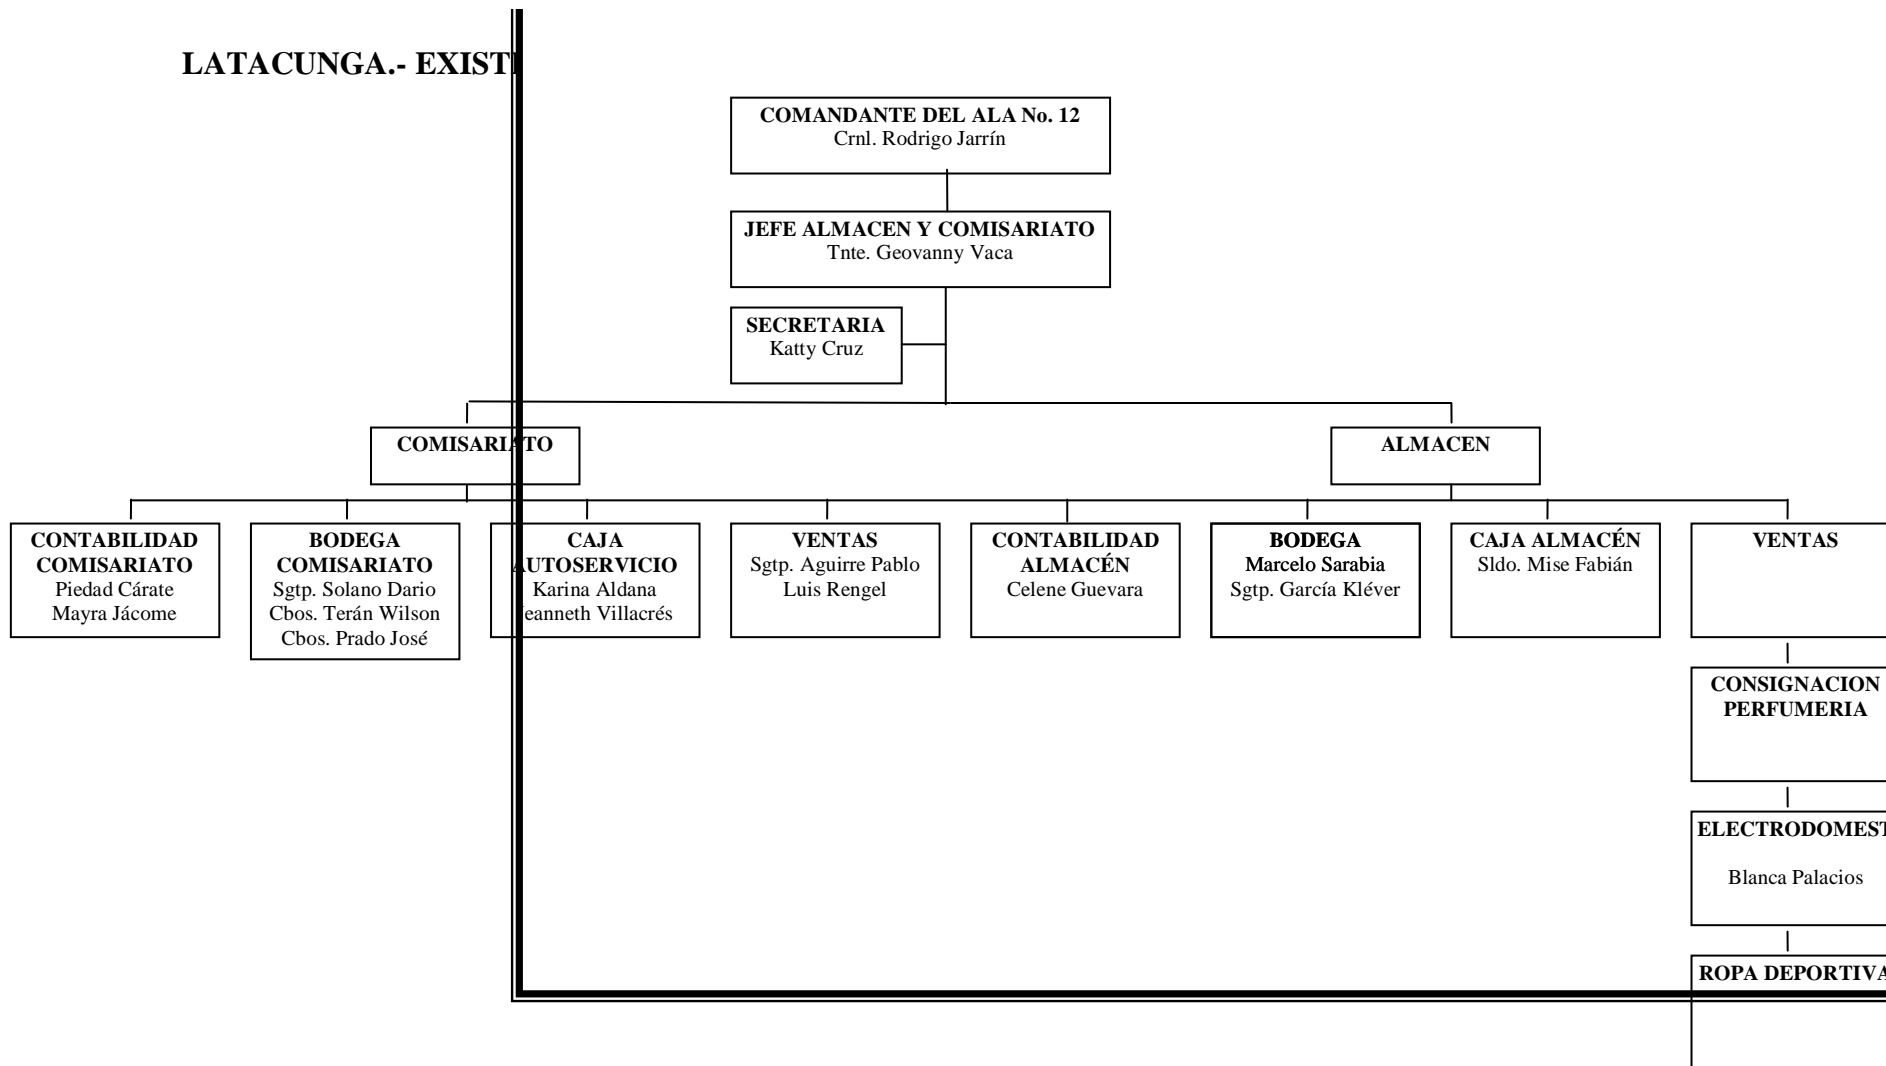 LATACUNGA.- EXIST
COMANDANTE DEL ALA No. 12
Crnl. Rodrigo Jarrín
JEFE ALMACEN Y COMISARIATO
Tnte. Geovanny Vaca
SECRETARIA
Katty Cruz
COMISARIATO
ALMACEN
CONTABILIDAD
COMISARIATO
Piedad Cárate
Mayra Jácome
BODEGA
COMISARIATO
Sgtp. Solano Dario
Cbos. Terán Wilson
Cbos. Prado José
CAJA
AUTOSERVICIO
Karina Aldana
Jeanneth Villacrés
VENTAS
Sgtp. Aguirre Pablo
Luis Rengel
CONTABILIDAD
ALMACÉN
Celene Guevara
BODEGA
Marcelo Sarabia
Sgtp. García Kléver
CAJA ALMACÉN
Sldo. Mise Fabián
VENTAS
CONSIGNACION
PERFUMERIA
ELECTRODOMEST
Blanca Palacios
ROPA DEPORTIVA